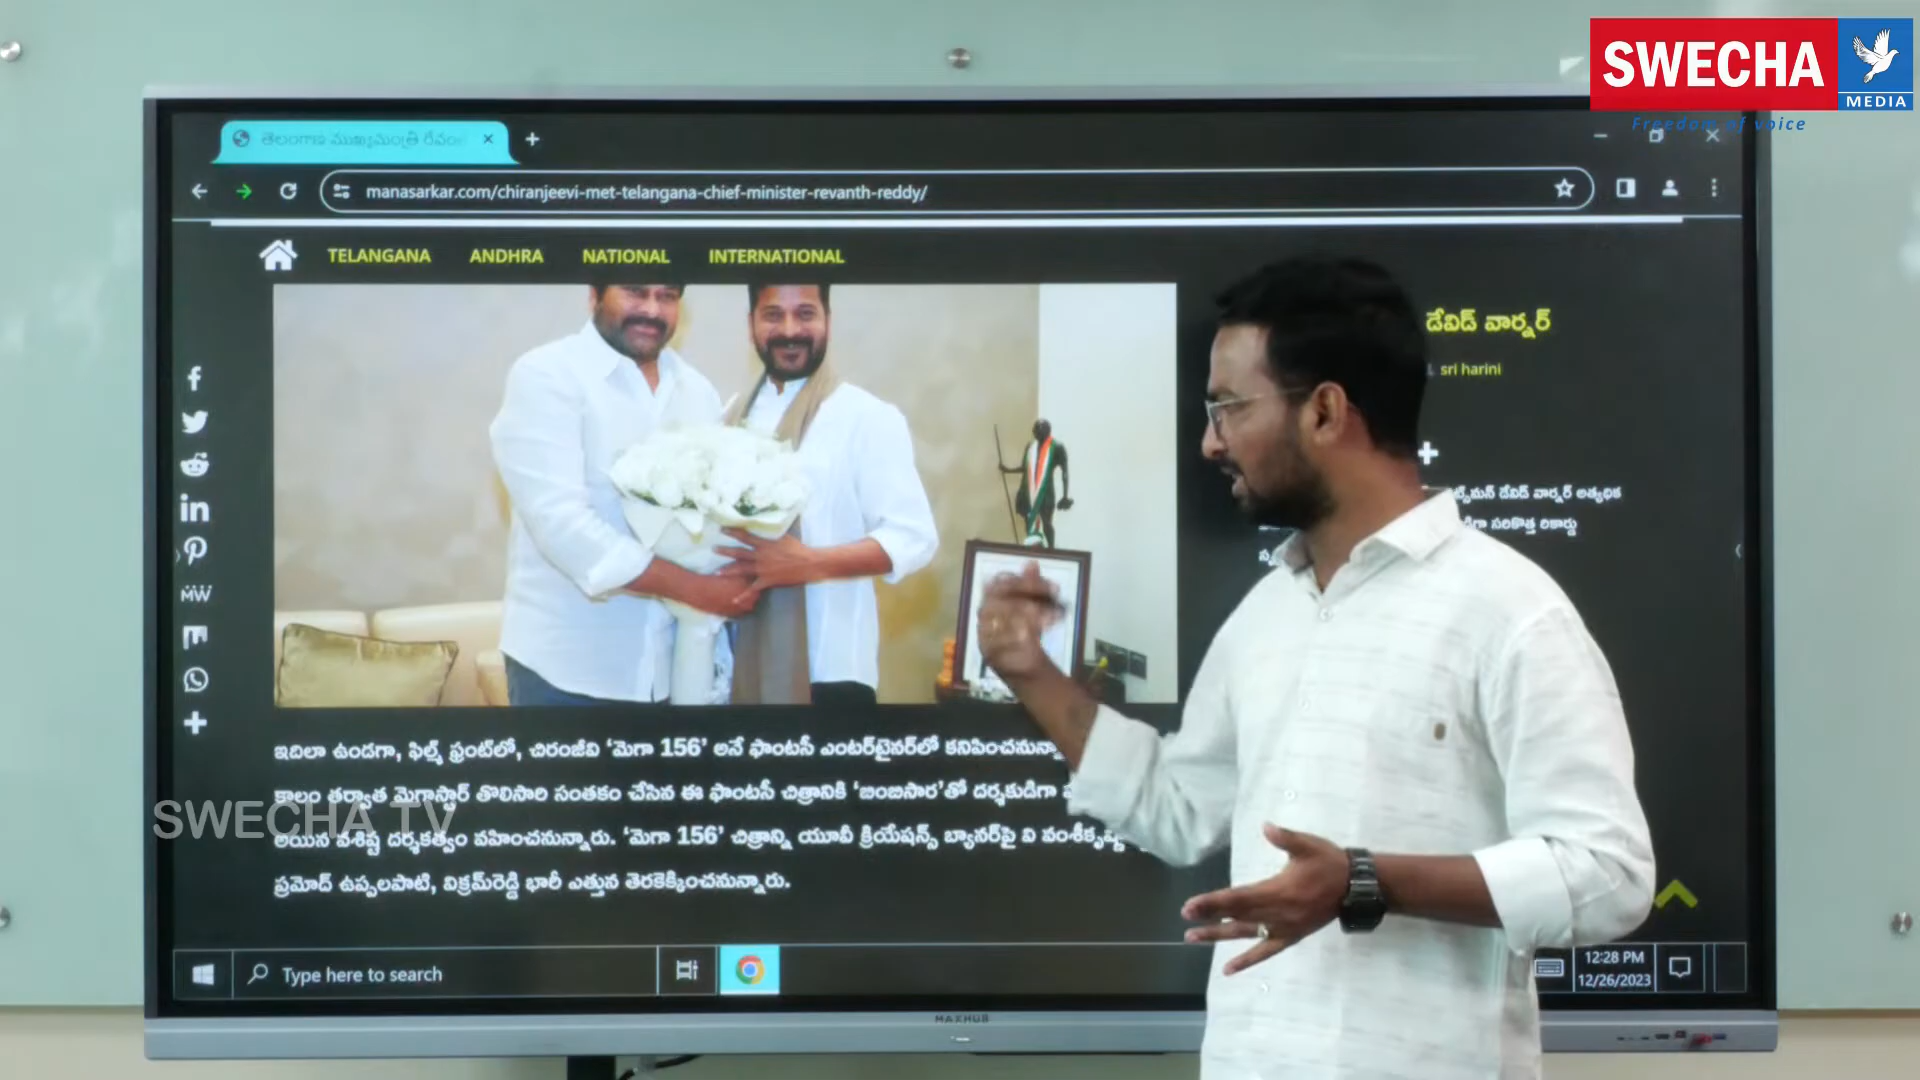 SWECHA
MEDIA
Freedom of voice
తెలంగాణ ముఖ్యమంత్రి రేవంత్
manasarkar.com/chiranjeevi-met-telangana-chief-minister-revanth-reddy/
TELANGANA ANDHRA NATIONAL INTERNATIONAL
డేవిడ్ వార్నర్
sri harini
డేవిడ్ వార్నర్ అత్యధిక
సరికొత్త రికార్డు
MW
ఇదిలా ఉండగా, ఫిల్మ్ ఫ్రంట్‌లో, చిరంజీవి ‘మెగా 156’ అనే ఫాంటసీ ఎంటర్‌టైనర్‌లో
కాలం తర్వాత మెగాస్టార్ తొలిసారి సంతకం చేసిన ఈ ఫాంటసీ చిత్రానికి ‘బింబిసార’తో దర్శకుడిగా
SWECHA TV
అయిన వశిష్ట దర్శకత్వం వహించనున్నారు. ‘మెగా 156’ చిత్రాన్ని యూవీ క్రియేషన్స్ బ్యానర్‌పై వి
ప్రమోద్ ఉప్పలపాటి, విక్రమ్‌రెడ్డి భారీ ఎత్తున తెరకెక్కించనున్నారు.
Type here to search
12:28 PM
12/26/2023
MAXHUB